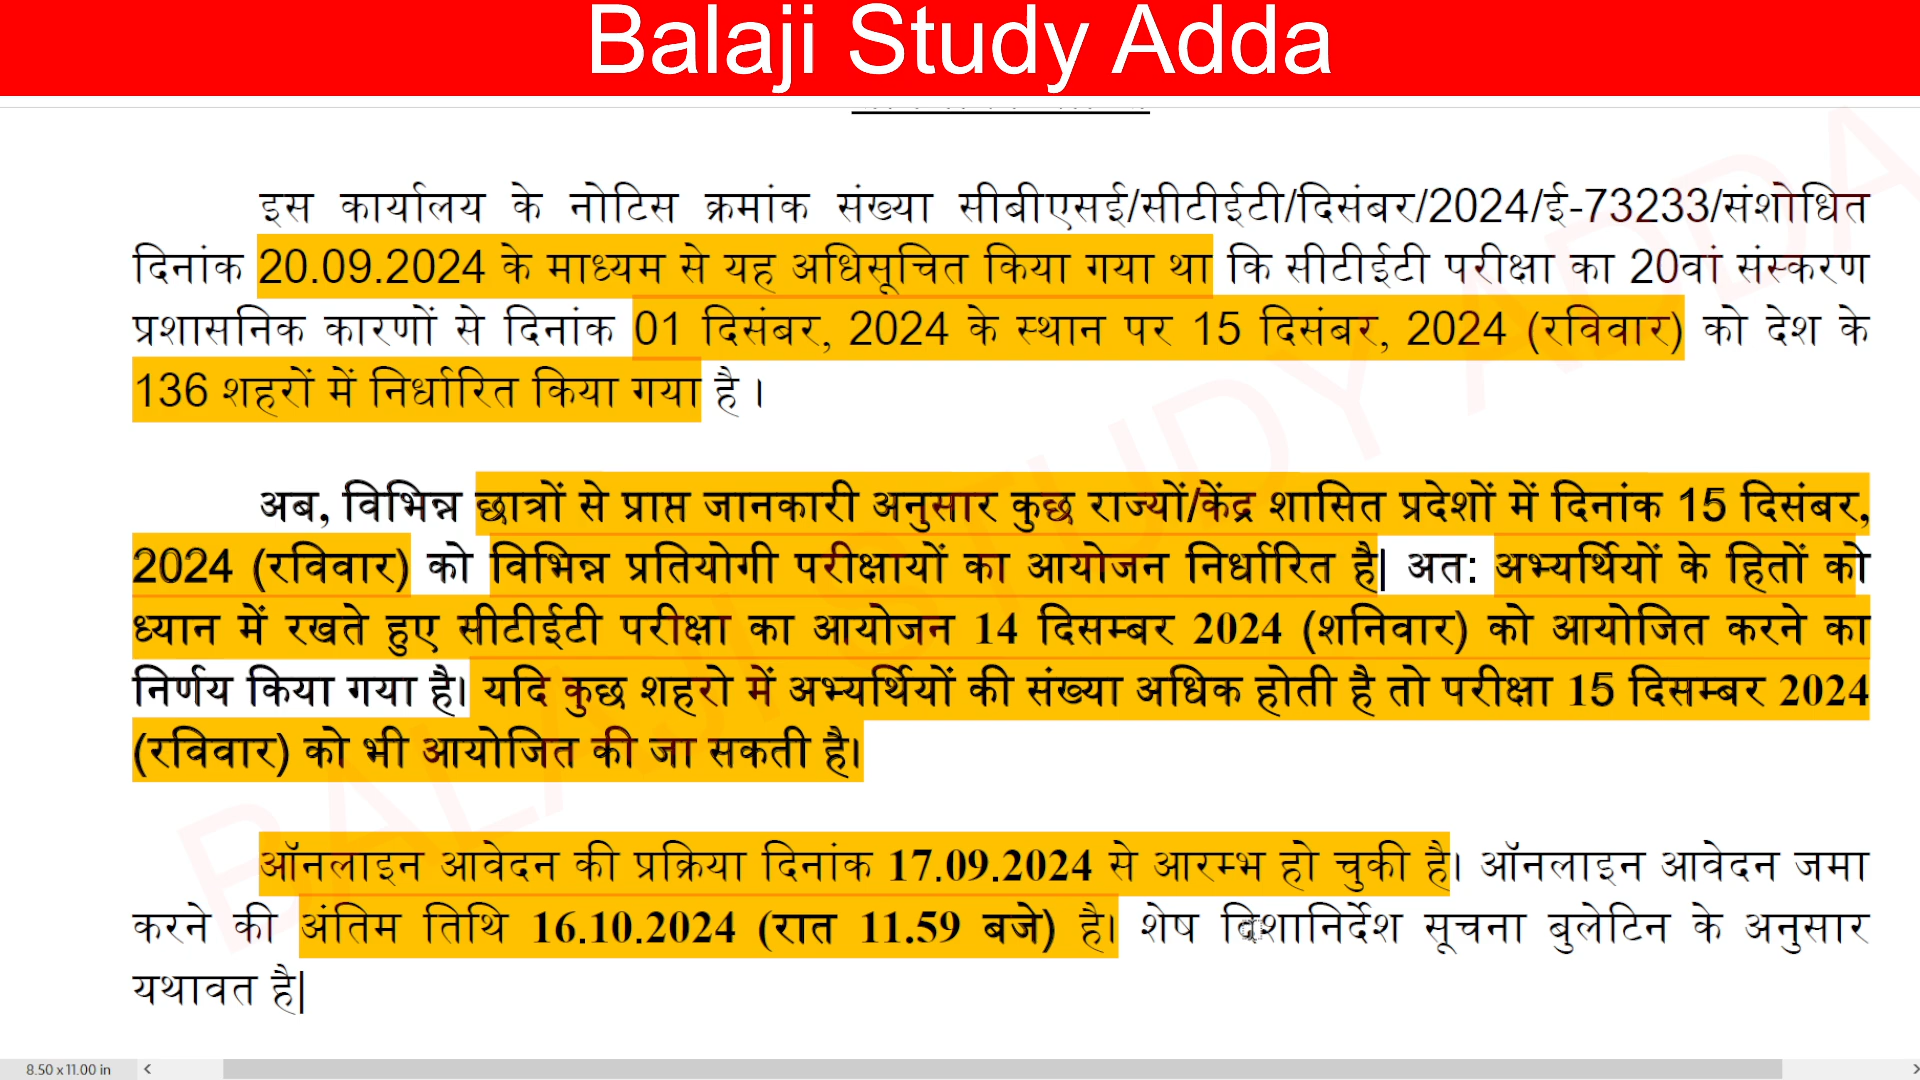 Balaji Study Adda
इस कार्यालय के नोटिस क्रमांक संख्या सीबीएसई/सीटीईटी/दिसंबर/2024/ई-73233/संशोधित
दिनांक 20.09.2024 के माध्यम से यह अधिसूचित किया गया था कि सीटीईटी परीक्षा का 20वां संस्करण
प्रशासनिक कारणों से दिनांक 01 दिसंबर, 2024 के स्थान पर 15 दिसंबर, 2024 (रविवार) को देश के
136 शहरों में निर्धारित किया गया है ।
अब, विभिन्न छात्रों से प्राप्त जानकारी अनुसार कुछ राज्यों/केंद्र शासित प्रदेशों में दिनांक 15 दिसंबर,
2024 (रविवार) को विभिन्न प्रतियोगी परीक्षायों का आयोजन निर्धारित है| अत: अभ्यर्थियों के हितों को
ध्यान में रखते हुए सीटीईटी परीक्षा का आयोजन 14 दिसम्बर 2024 (शनिवार) को आयोजित करने का
निर्णय किया गया है। यदि कुछ शहरो में अभ्यर्थियों की संख्या अधिक होती है तो परीक्षा 15 दिसम्बर 2024
(रविवार) को भी आयोजित की जा सकती है।
ऑनलाइन आवेदन की प्रक्रिया दिनांक 17.09.2024 से आरम्भ हो चुकी है। ऑनलाइन आवेदन जमा
करने की अंतिम तिथि 16.10.2024 (रात 11.59 बजे) है। शेष दिशानिर्देश सूचना बुलेटिन के अनुसार
यथावत है|
BALAJI STUDY ADDA
8.50 x 11.00 in